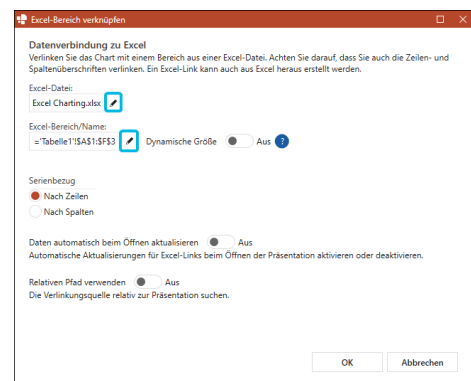 Excel-Bereich verknüpfen
Datenverbindung zu Excel
Verlinken Sie das Chart mit einem Bereich aus einer Excel-Datei. Achten Sie darauf, dass Sie auch die Zeilen- und
Spaltenüberschriften verlinken. Ein Excel-Link kann auch aus Excel heraus erstellt werden.
Excel-Datei:
Excel Charting.xlsx
Excel-Bereich/Name:
='Tabelle1'!$A$1:$F$3 Dynamische Größe Aus ?
Serienbezug
Nach Zeilen
Nach Spalten
Daten automatisch beim Öffnen aktualisieren Aus
Automatische Aktualisierungen für Excel-Links beim Öffnen der Präsentation aktivieren oder deaktivieren.
Relativen Pfad verwenden Aus
Die Verlinkungsquelle relativ zur Präsentation suchen.
OK Abbrechen